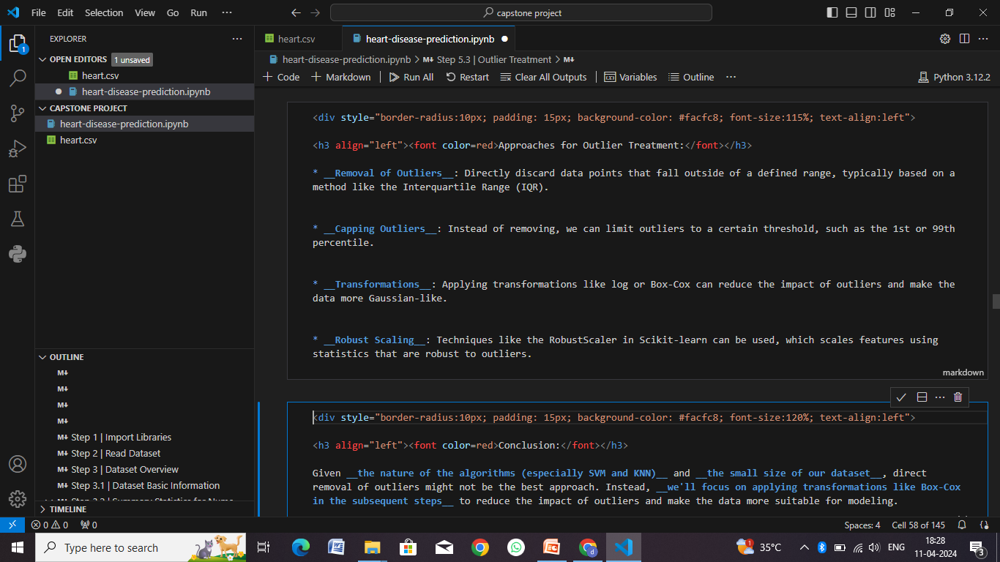 File Edit Selection View Go Run ···
capstone project
EXPLORER ···
OPEN EDITORS 1 unsaved
heart.csv
heart-disease-prediction.ipynb
CAPSTONE PROJECT
heart-disease-prediction.ipynb
heart.csv
OUTLINE
M↓
M↓
M↓
M↓
M↓ Step 1 | Import Libraries
M↓ Step 2 | Read Dataset
M↓ Step 3 | Dataset Overview
M↓ Step 3.1 | Dataset Basic Information
TIMELINE
heart.csv
heart-disease-prediction.ipynb
heart-disease-prediction.ipynb > M↓ Step 5.3 | Outlier Treatment > M↓
+ Code + Markdown | Run All Restart Clear All Outputs | Variables Outline ···
Python 3.12.2
<div style="border-radius:10px; padding: 15px; background-color: #facfc8; font-size:115%; text-align:left">
<h3 align="left"><font color=red>Approaches for Outlier Treatment:</font></h3>
* __Removal of Outliers__: Directly discard data points that fall outside of a defined range, typically based on a
method like the Interquartile Range (IQR).
* __Capping Outliers__: Instead of removing, we can limit outliers to a certain threshold, such as the 1st or 99th
percentile.
* __Transformations__: Applying transformations like log or Box-Cox can reduce the impact of outliers and make the
data more Gaussian-like.
* __Robust Scaling__: Techniques like the RobustScaler in Scikit-learn can be used, which scales features using
statistics that are robust to outliers.
markdown
<div style="border-radius:10px; padding: 15px; background-color: #facfc8; font-size:120%; text-align:left">
<h3 align="left"><font color=red>Conclusion:</font></h3>
Given __the nature of the algorithms (especially SVM and KNN)__ and __the small size of our dataset__, direct
removal of outliers might not be the best approach. Instead, __we'll focus on applying transformations like Box-Cox
in the subsequent steps__ to reduce the impact of outliers and make the data more suitable for modeling.
1
0 0 0
Spaces: 4 Cell 58 of 145
Type here to search
35°C
ENG
18:28
11-04-2024
3